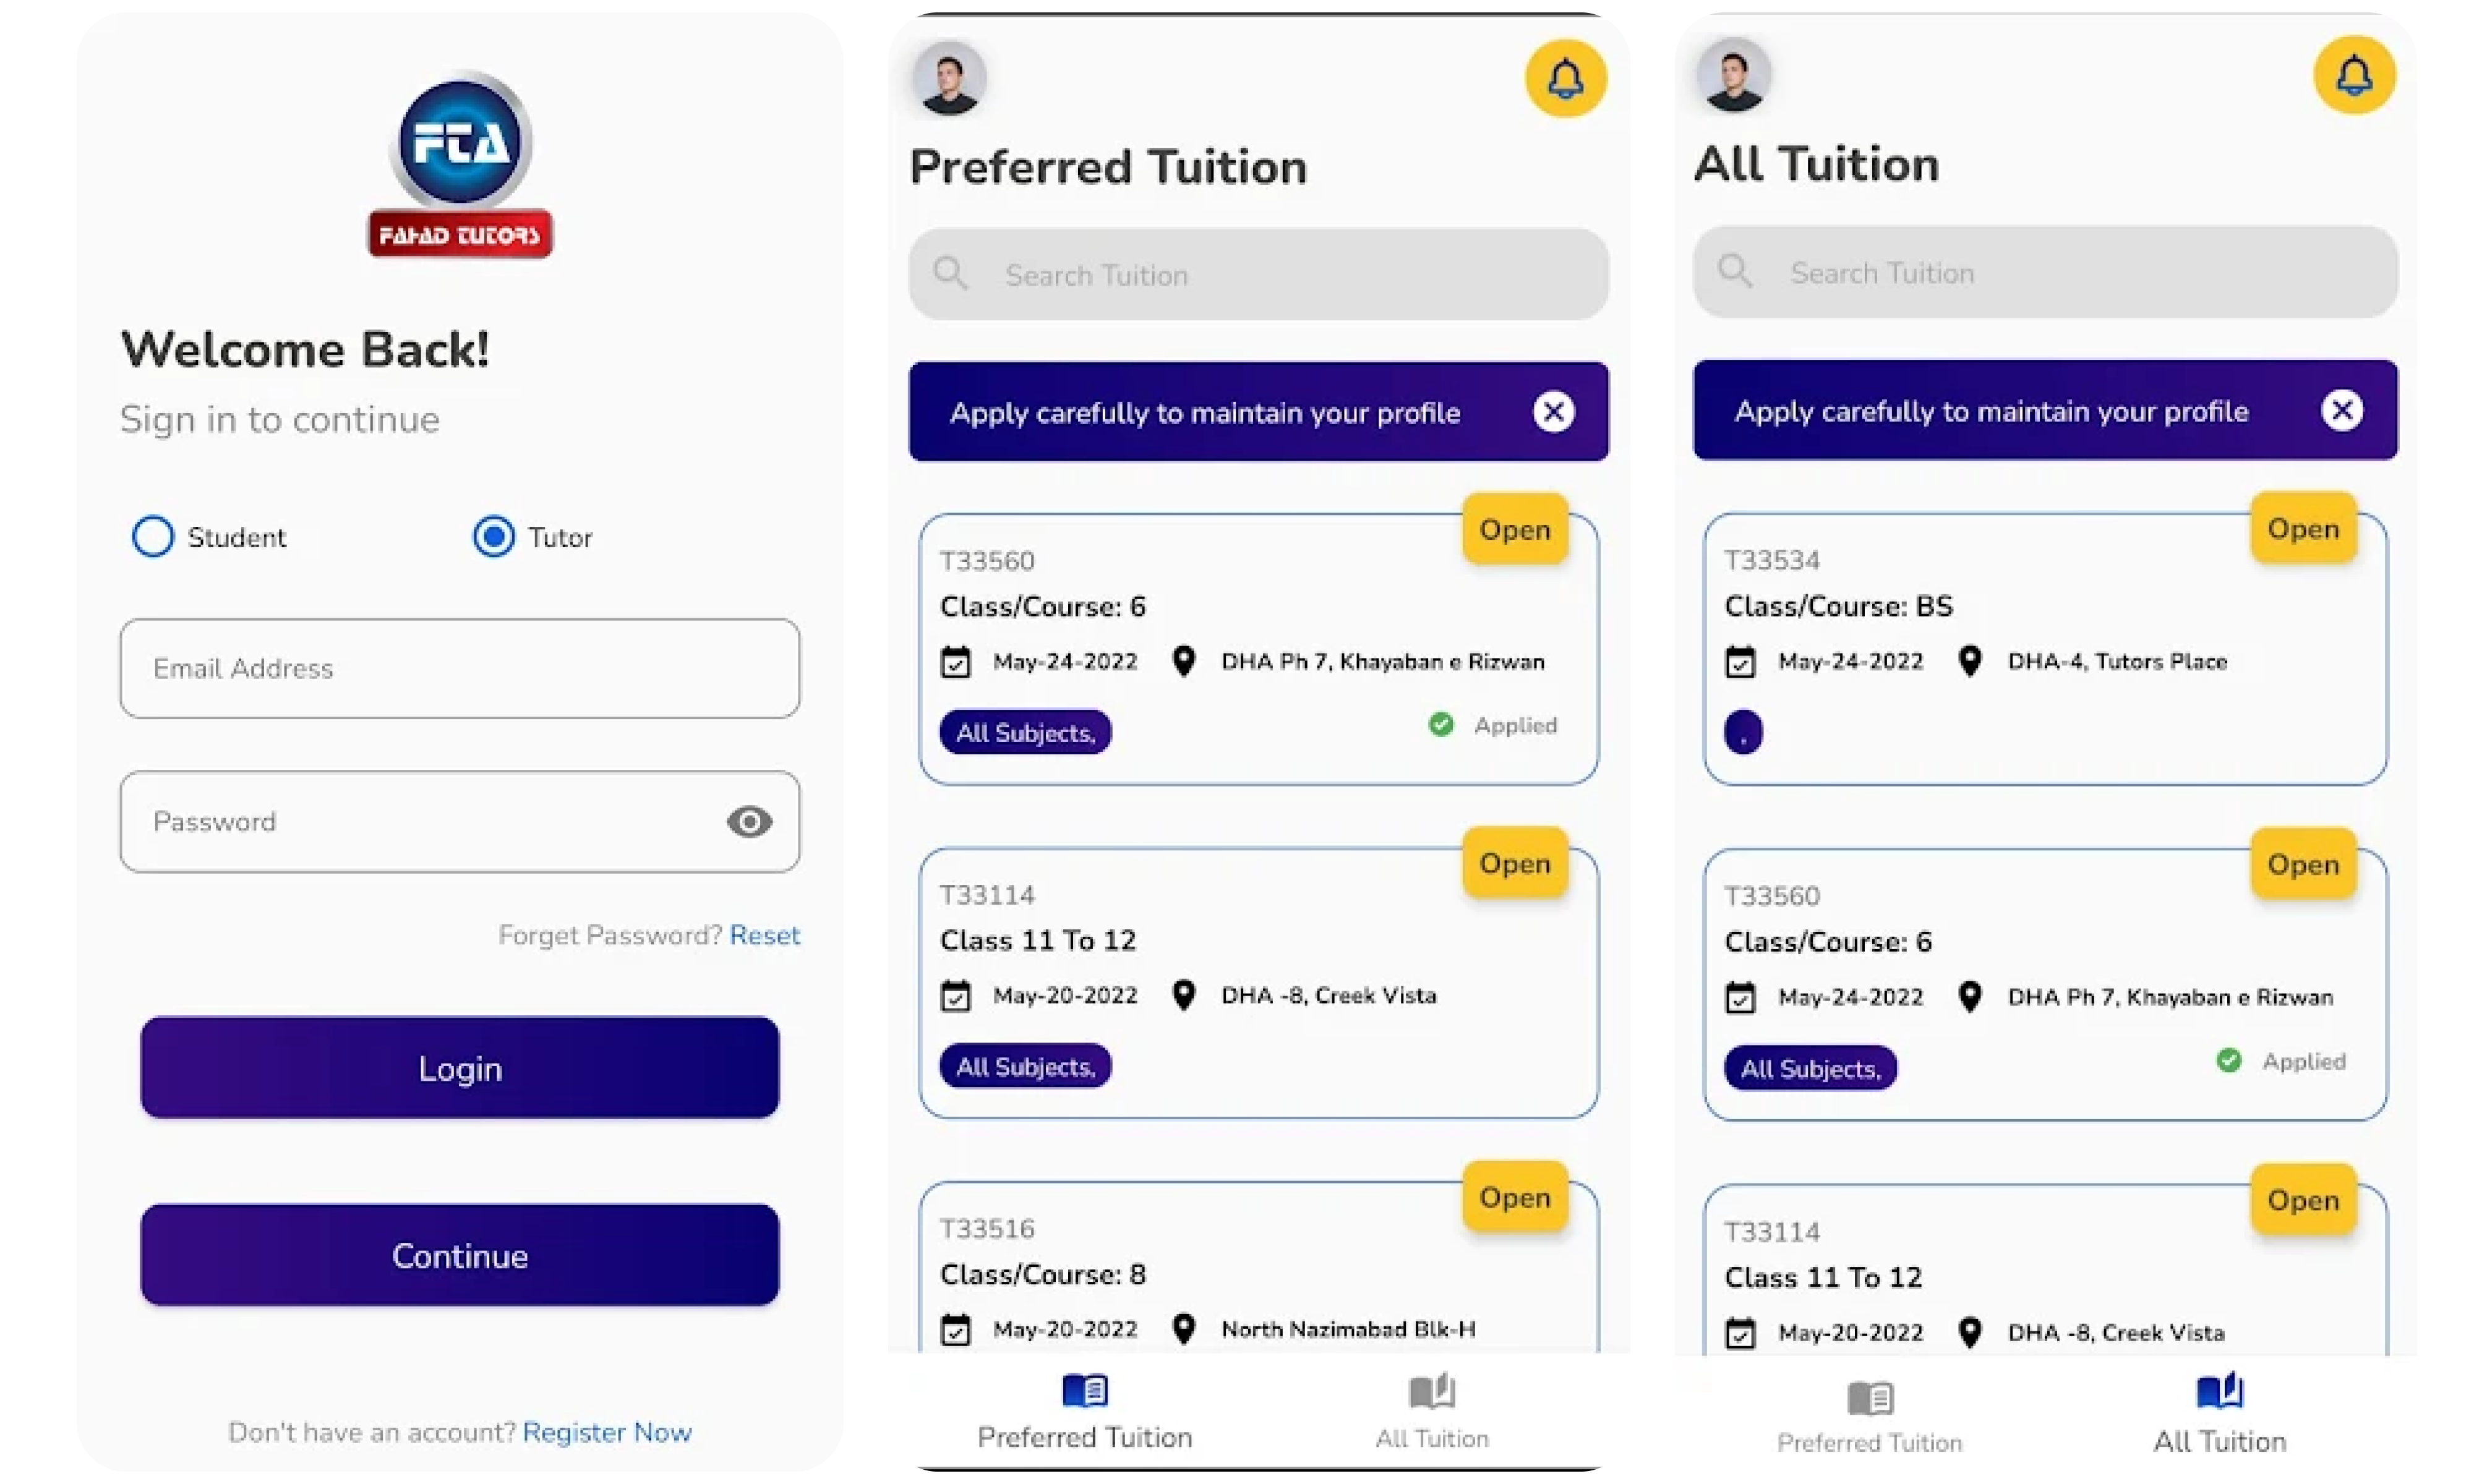 FTA
FAHAD TUTORS
Welcome Back!
Sign in to continue
Student
Tutor
Email Address
Password
Forget Password? Reset
Login
Continue
Don't have an account? Register Now
Preferred Tuition
Search Tuition
Apply carefully to maintain your profile
Open
T33560
Class/Course: 6
May-24-2022 DHA Ph 7, Khayaban e Rizwan
All Subjects, Applied
Open
T33114
Class 11 To 12
May-20-2022 DHA -8, Creek Vista
All Subjects,
Open
T33516
Class/Course: 8
May-20-2022 North Nazimabad Blk-H
Preferred Tuition All Tuition
All Tuition
Search Tuition
Apply carefully to maintain your profile
Open
T33534
Class/Course: BS
May-24-2022 DHA-4, Tutors Place
,
Open
T33560
Class/Course: 6
May-24-2022 DHA Ph 7, Khayaban e Rizwan
All Subjects, Applied
Open
T33114
Class 11 To 12
May-20-2022 DHA -8, Creek Vista
Preferred Tuition All Tuition